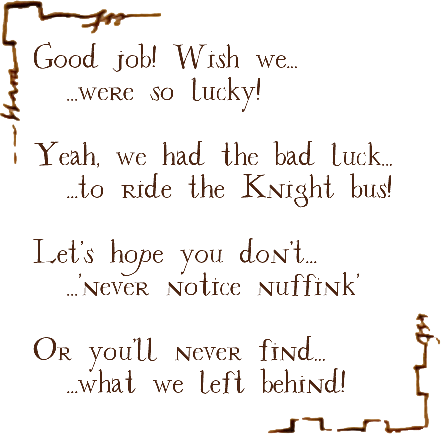 Good job! Wish we...
...were so lucky!
Yeah, we had the bad luck...
...to ride the Knight bus!
Let's hope you don't...
...'never notice nuffink'
Or you'll never find...
...what we left behind!